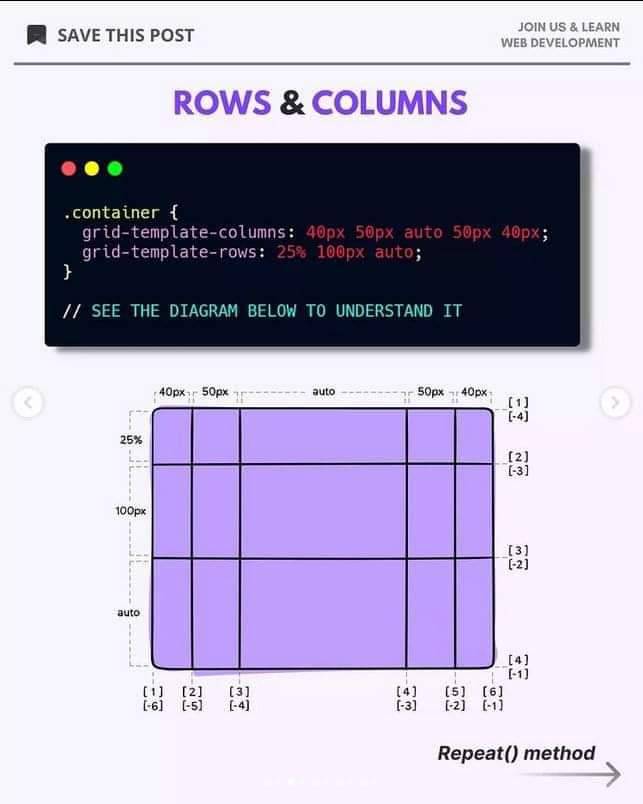 SAVE THIS POST
JOIN US & LEARN
WEB DEVELOPMENT
ROWS & COLUMNS
.container {
grid-template-columns: 40px 50px auto 50px 40px;
grid-template-rows: 25% 100px auto;
}
// SEE THE DIAGRAM BELOW TO UNDERSTAND IT
40px 50px auto 50px 40px
[1]
[-4]
25%
[2]
[-3]
100px
[3]
[-2]
auto
[4]
[-1]
[1] [2] [3] [4] [5] [6]
[-6] [-5] [-4] [-3] [-2] [-1]
Repeat() method